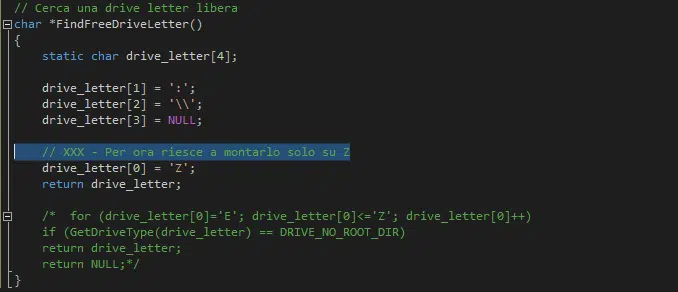 // Cerca una drive letter libera
char *FindFreeDriveLetter()
{
static char drive_letter[4];
drive_letter[1] = ':';
drive_letter[2] = '\\';
drive_letter[3] = NULL;
// XXX - Per ora riesce a montarlo solo su Z
drive_letter[0] = 'Z';
return drive_letter;
/*  for (drive_letter[0]='E'; drive_letter[0]<='Z'; drive_letter[0]++)
if (GetDriveType(drive_letter) == DRIVE_NO_ROOT_DIR)
return drive_letter;
return NULL;*/
}